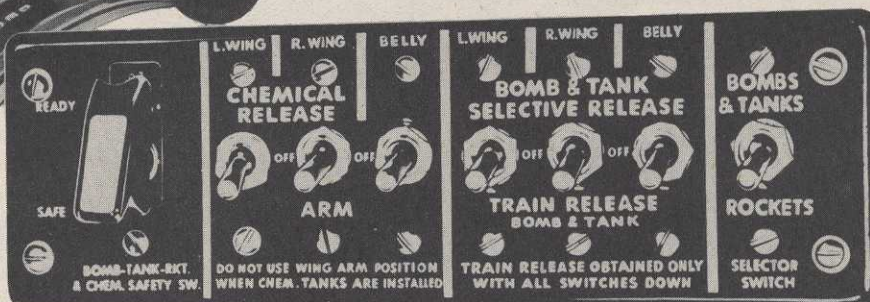 READY
SAFE
BOMB-TANK-RKT.
& CHEM. SAFETY SW.
L.WING R.WING BELLY
CHEMICAL
RELEASE
OFF OFF
ARM
DO NOT USE WING ARM POSITION
WHEN CHEM. TANKS ARE INSTALLED
L.WING R.WING BELLY
BOMB & TANK
SELECTIVE RELEASE
OFF OFF
TRAIN RELEASE
BOMB & TANK
TRAIN RELEASE OBTAINED ONLY
WITH ALL SWITCHES DOWN
BOMBS
& TANKS
ROCKETS
SELECTOR
SWITCH